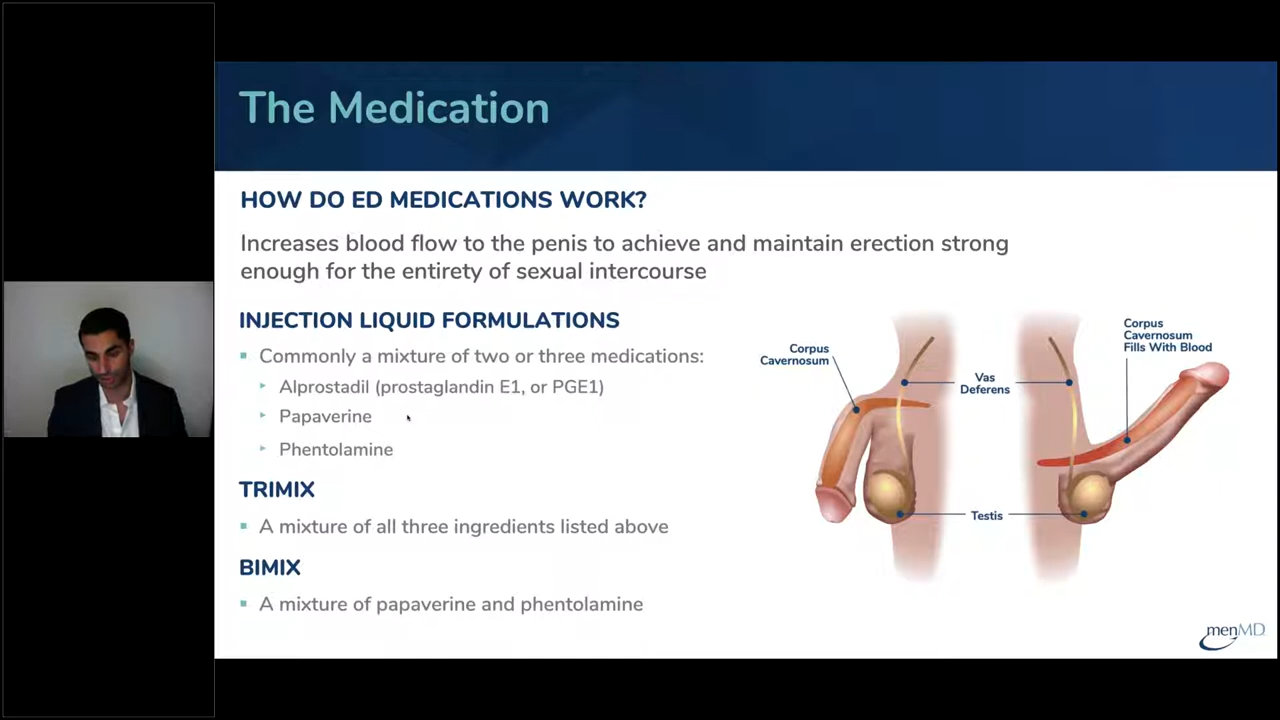 The Medication
HOW DO ED MEDICATIONS WORK?
Increases blood flow to the penis to achieve and maintain erection strong
enough for the entirety of sexual intercourse
INJECTION LIQUID FORMULATIONS
Commonly a mixture of two or three medications:
Alprostadil (prostaglandin E1, or PGE1)
Papaverine
Phentolamine
TRIMIX
A mixture of all three ingredients listed above
BIMIX
A mixture of papaverine and phentolamine
Corpus
Cavernosum
Vas
Deferens
Testis
Corpus
Cavernosum
Fills With Blood
menMD